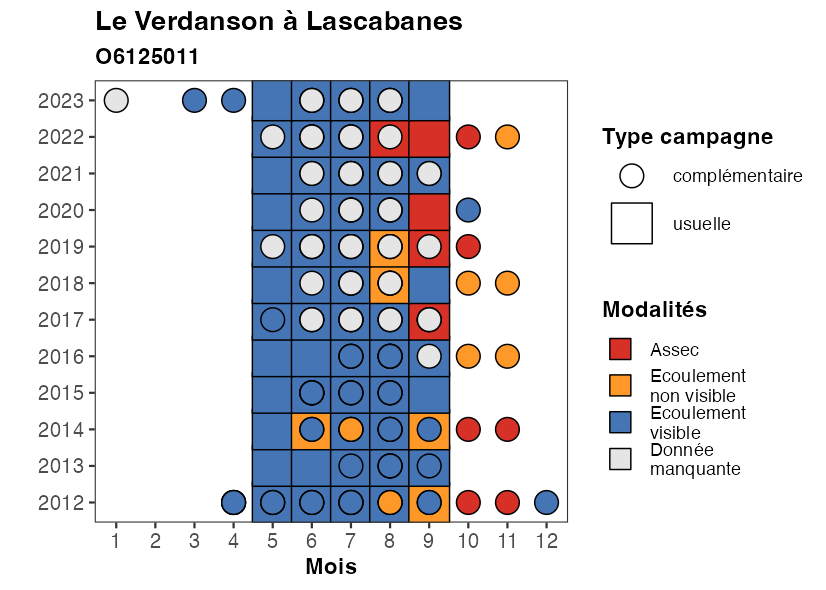 Le Verdanson à Lascabanes
O6125011
2023
2022
2021
2020
2019
2018
2017
2016
2015
2014
2013
2012
1 2 3 4 5 6 7 8 9 10 11 12
Mois
Type campagne
complémentaire
usuelle
Modalités
Assec
Ecoulement
non visible
Ecoulement
visible
Donnée
manquante